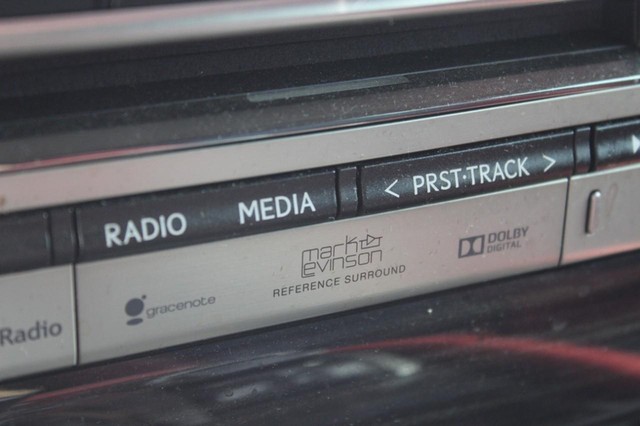 RADIO
MEDIA
< PRST·TRACK >
Radio
gracenote
mark
Levinson
REFERENCE SURROUND
DOLBY
DIGITAL